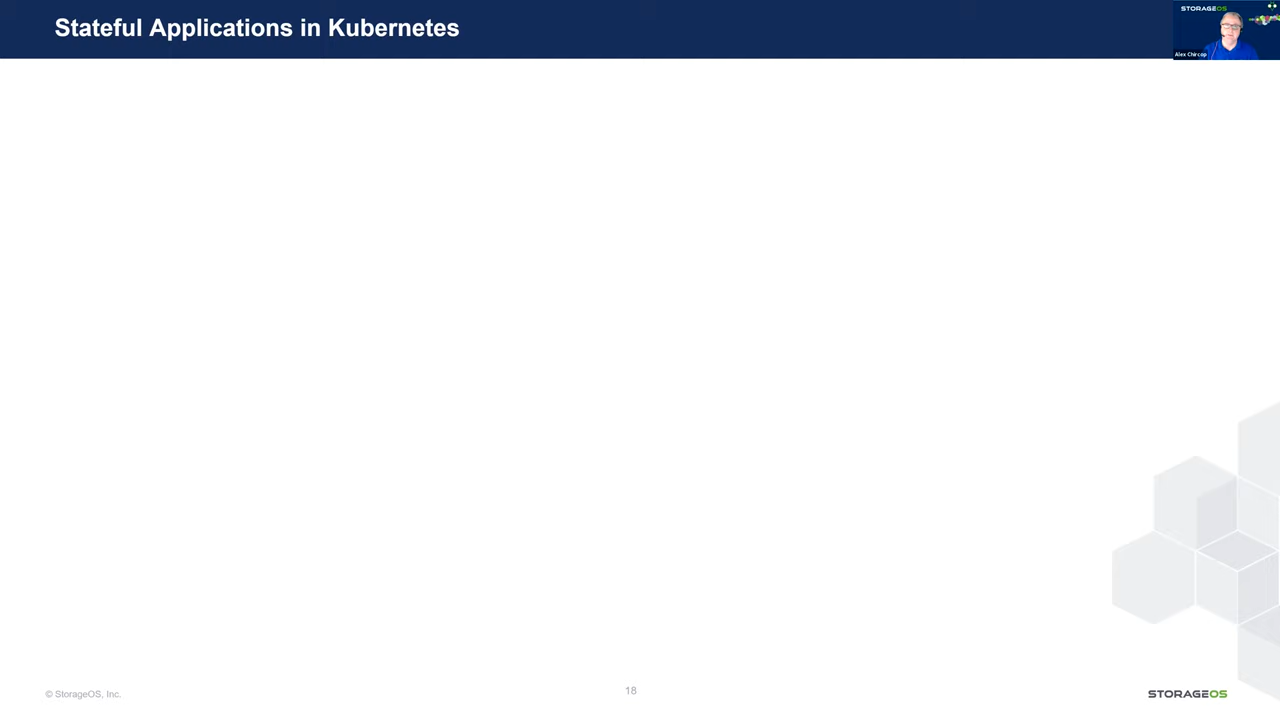 Stateful Applications in Kubernetes
STORAGEOS
Alex Chircop
© StorageOS, Inc.
18
STORAGEOS